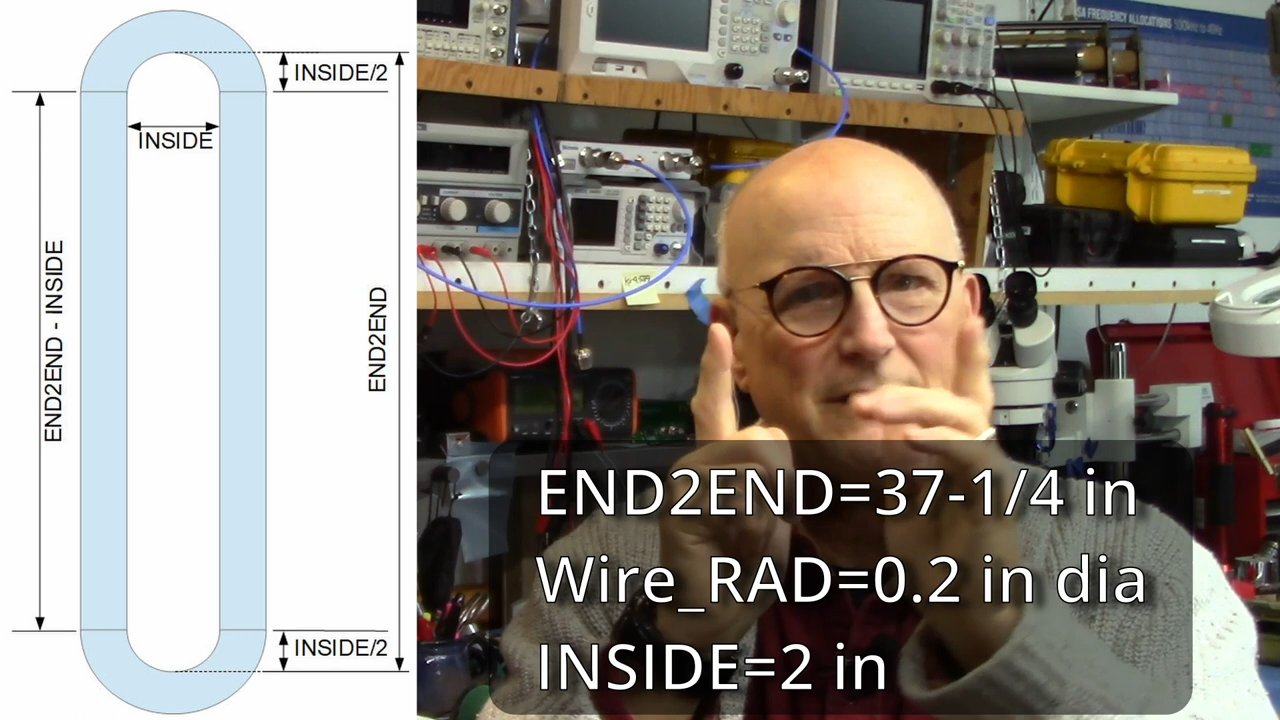 INSIDE/2
INSIDE
END2END - INSIDE
END2END
INSIDE/2
USA FREQUENCY ALLOCATIONS
END2END=37-1/4 in
Wire_RAD=0.2 in dia
INSIDE=2 in